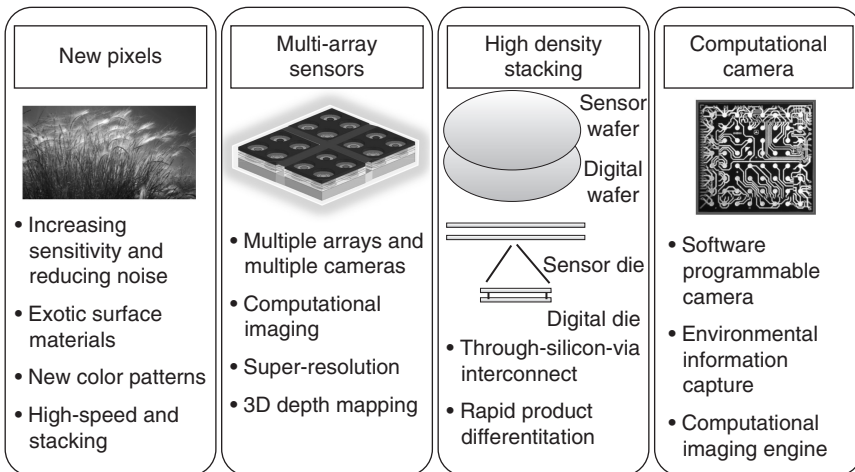 New pixels
• Increasing
sensitivity and
reducing noise
• Exotic surface
materials
• New color patterns
• High-speed and
stacking
Multi-array
sensors
• Multiple arrays and
multiple cameras
• Computational
imaging
• Super-resolution
• 3D depth mapping
High density
stacking
Sensor
wafer
Digital
wafer
Sensor die
Digital die
• Through-silicon-via
interconnect
• Rapid product
differentitation
Computational
camera
• Software
programmable
camera
• Environmental
information
capture
• Computational
imaging engine